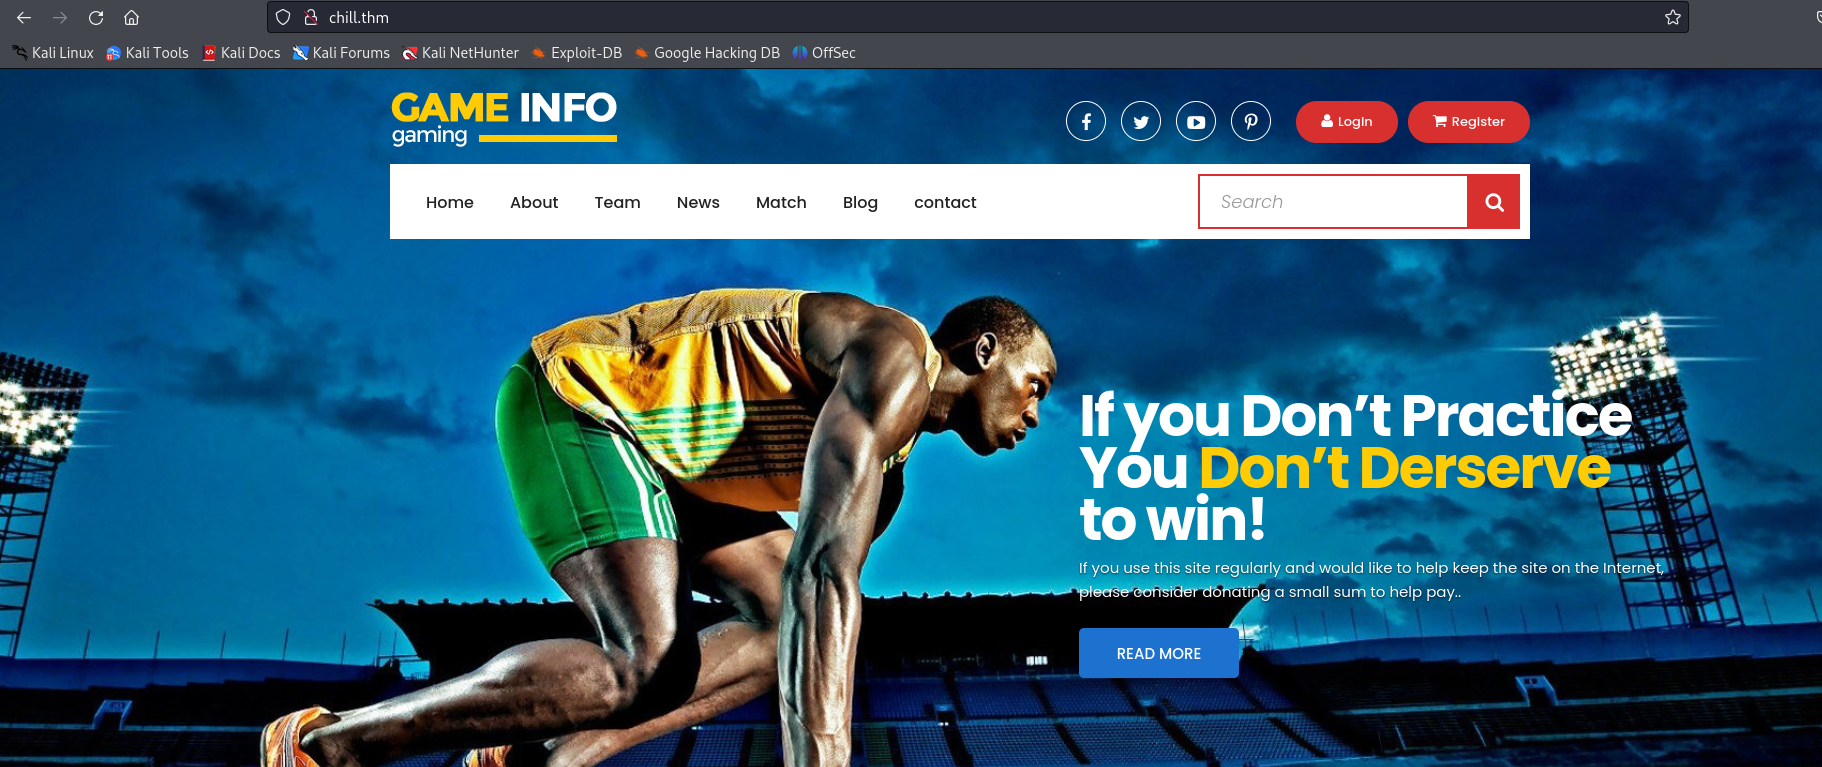 chill.thm
Kali Linux Kali Tools Kali Docs Kali Forums Kali NetHunter Exploit-DB Google Hacking DB OffSec
GAME INFO
gaming
Login Register
Home About Team News Match Blog contact Search
If you Don’t Practice
You Don’t Derserve
to win!
If you use this site regularly and would like to help keep the site on the Internet,
please consider donating a small sum to help pay..
READ MORE